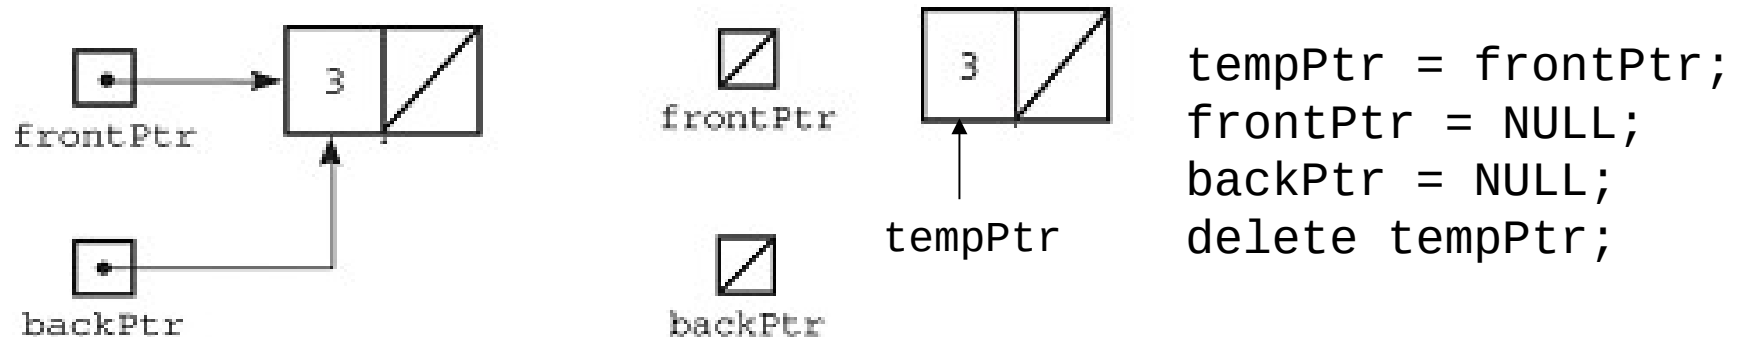 3
frontPtr
backPtr
3
frontPtr
tempPtr
backPtr
tempPtr = frontPtr;
frontPtr = NULL;
backPtr = NULL;
delete tempPtr;